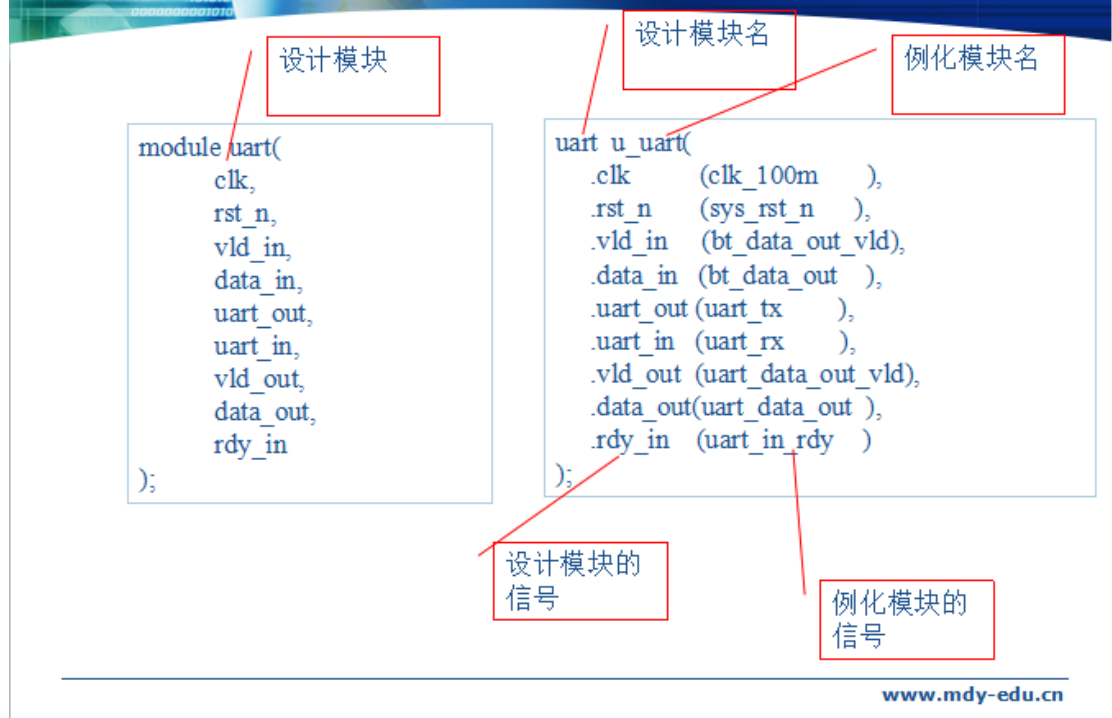 000000001010
设计模块
设计模块名
例化模块名
module uart(
clk,
rst_n,
vld_in,
data_in,
uart_out,
uart_in,
vld_out,
data_out,
rdy_in
);
uart u_uart(
.clk (clk_100m ),
.rst_n (sys_rst_n ),
.vld_in (bt_data_out_vld),
.data_in (bt_data_out ),
.uart_out (uart_tx ),
.uart_in (uart_rx ),
.vld_out (uart_data_out_vld),
.data_out(uart_data_out ),
.rdy_in (uart_in_rdy )
);
设计模块的
信号
例化模块的
信号
www.mdy-edu.cn